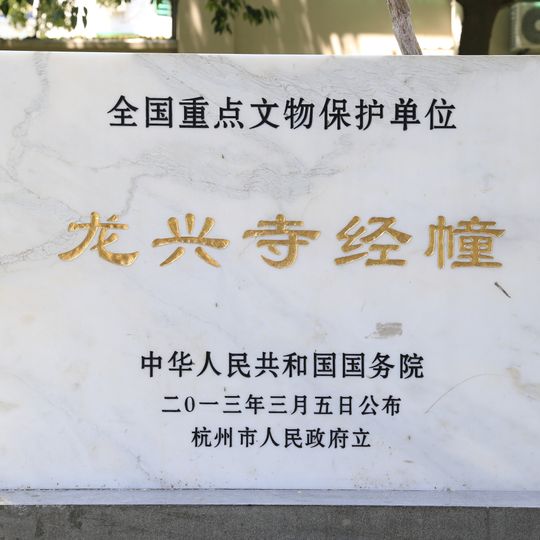 全国重点文物保护单位
龙兴寺经幢
中华人民共和国国务院
二0一三年三月五日公布
杭州市人民政府立